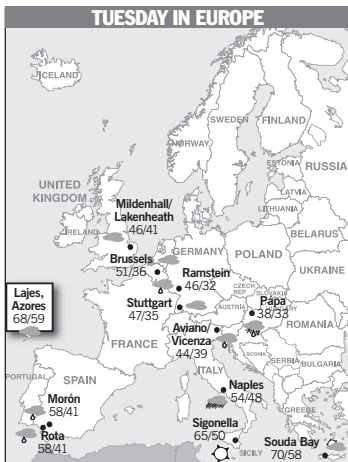 TUESDAY IN EUROPE
ICELAND
SWEDEN
FINLAND
NORWAY
ESTONIA
RUSSIA
LATVIA
LITHUANIA
UNITED
KINGDOM
IRELAND
Mildenhall/
Lakenheath
46/41
BELARUS
Brussels
51/36
GERMANY
POLAND
UKRAINE
Ramstein
46/32
CZECH
REP
SLOVAKIA
Lajes,
Azores
68/59
Stuttgart
47/35
AUSTRIA
Pápa
38/33
HUNGARY
ROMANIA
FRANCE
Aviano/
Vicenza
44/39
BOSNIA
SERBIA
BULGARIA
ITALY
PORTUGAL
SPAIN
Morón
58/41
Naples
54/48
GREECE
Rota
58/41
Sigonella
65/50
SICILY
Souda Bay
70/58